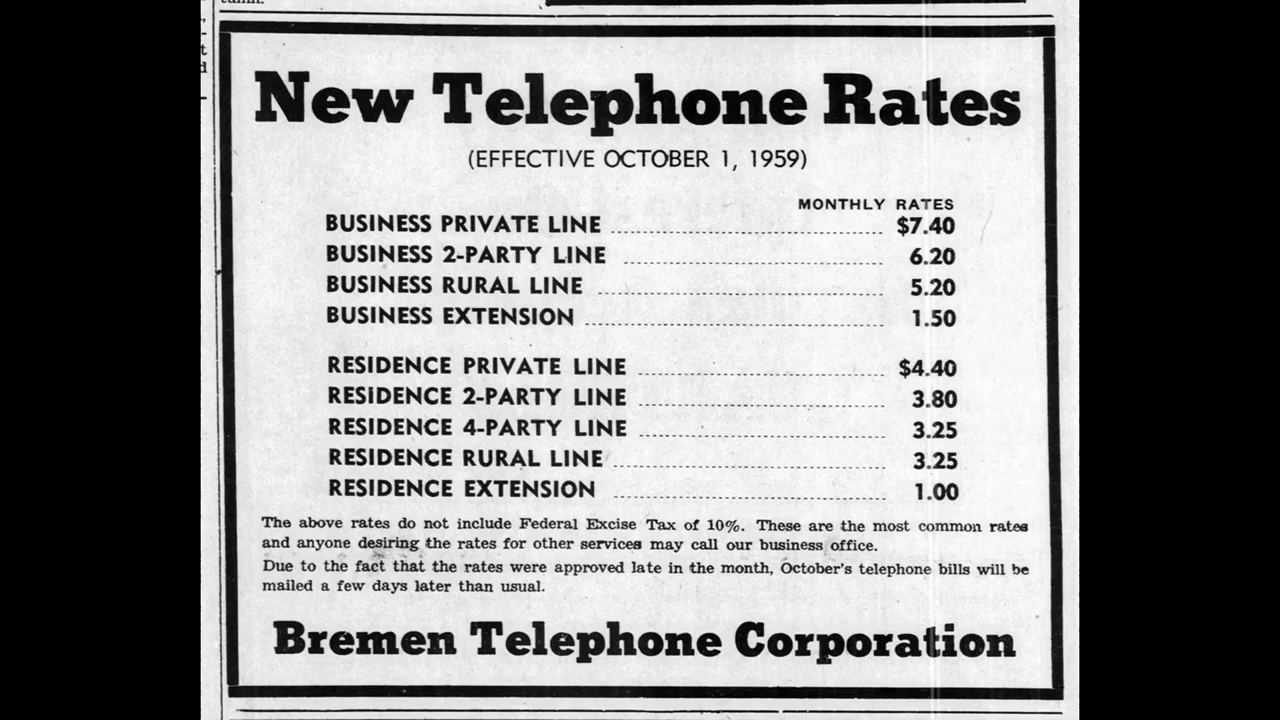 New Telephone Rates
(EFFECTIVE OCTOBER 1, 1959)
MONTHLY RATES
BUSINESS PRIVATE LINE $7.40
BUSINESS 2-PARTY LINE 6.20
BUSINESS RURAL LINE 5.20
BUSINESS EXTENSION 1.50
RESIDENCE PRIVATE LINE $4.40
RESIDENCE 2-PARTY LINE 3.80
RESIDENCE 4-PARTY LINE 3.25
RESIDENCE RURAL LINE 3.25
RESIDENCE EXTENSION 1.00
The above rates do not include Federal Excise Tax of 10%. These are the most common rates
and anyone desiring the rates for other services may call our business office.
Due to the fact that the rates were approved late in the month, October's telephone bills will be
mailed a few days later than usual.
Bremen Telephone Corporation